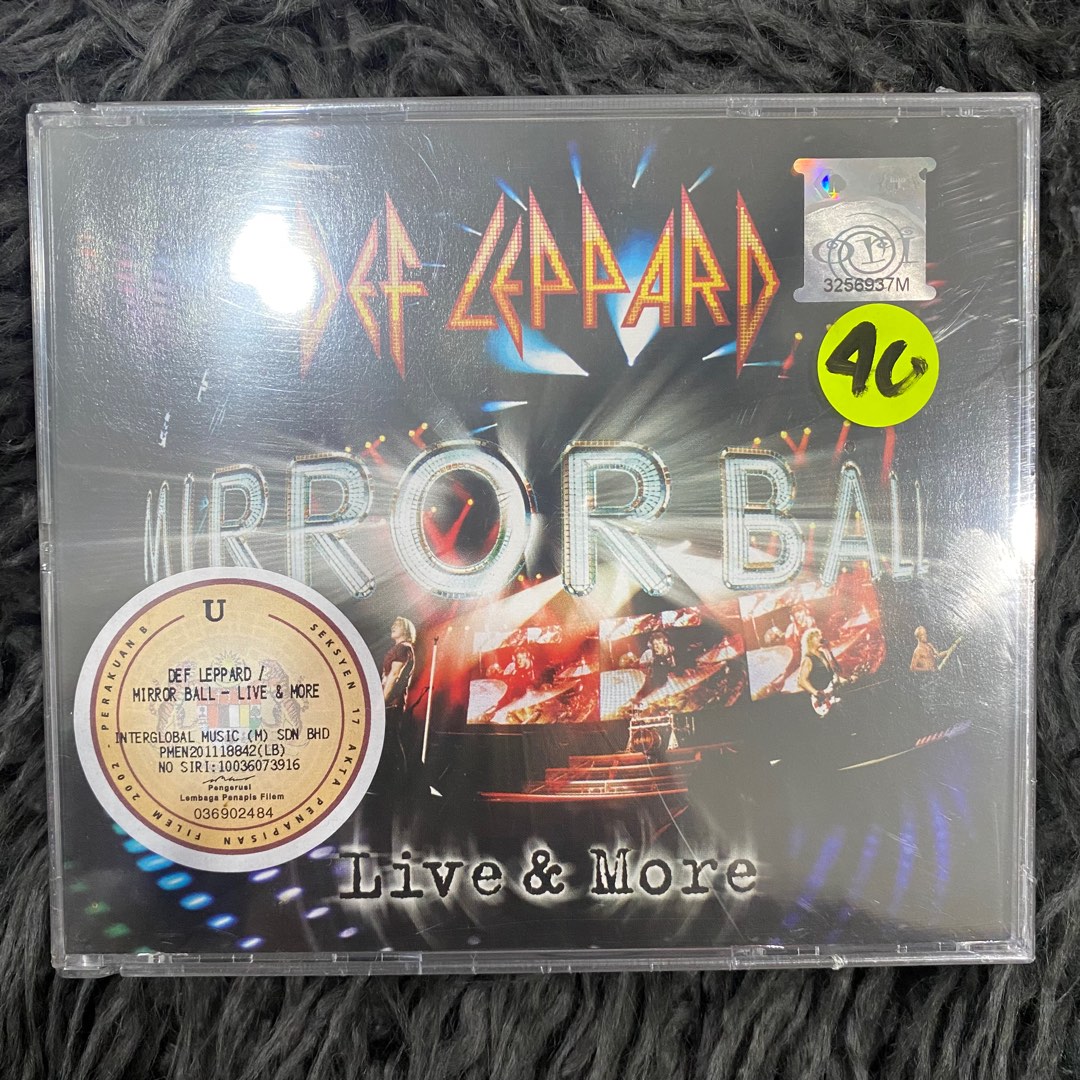 DEF LEPPARD
ori
3256937M
40
MIRROR BALL
U
PERAKUAN B
SEKSYEN 17 AKTA PENAPISAN FILEM 2002 -
DEF LEPPARD /
MIRROR BALL - LIVE & MORE
INTERGLOBAL MUSIC (M) SDN BHD
PMEN201118842(LB)
NO SIRI:10036073916
Pengerusi
Lembaga Penapis Filem
036902484
Live & More